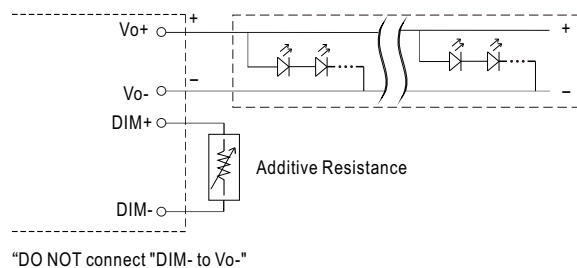 Vo+ + +
Vo- − −
DIM+
Additive Resistance
DIM-
“DO NOT connect "DIM- to Vo-"